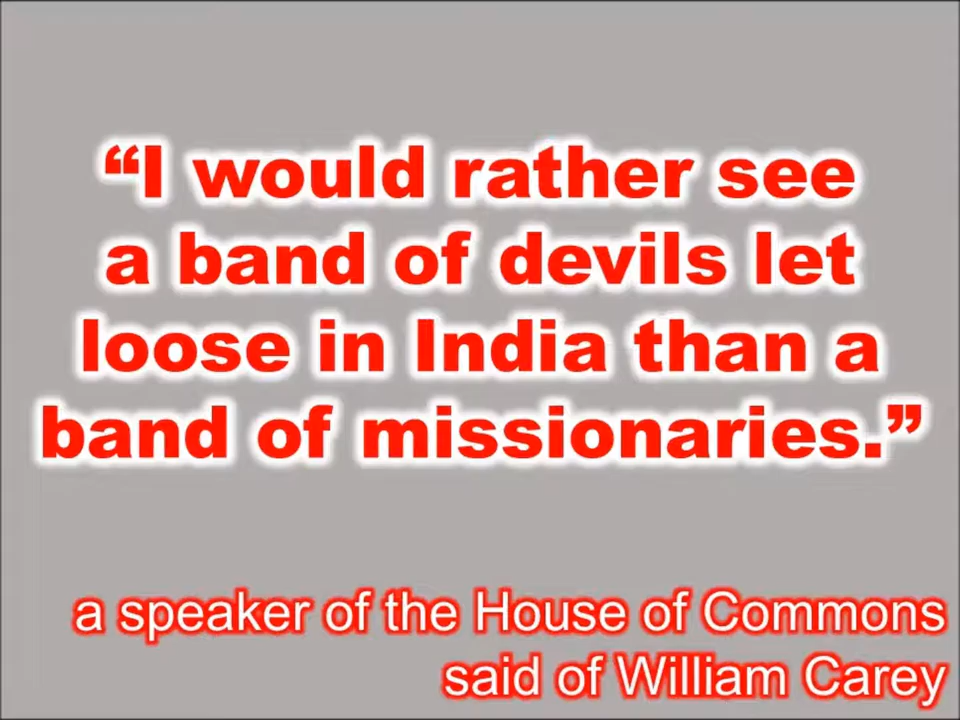 “I would rather see
a band of devils let
loose in India than a
band of missionaries.”
a speaker of the House of Commons
said of William Carey